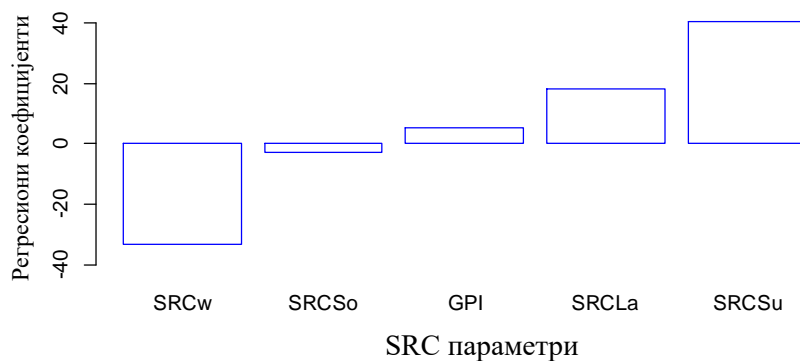 Регресиони коефицијенти
40
20
0
-20
-40
SRCw SRCSo GPI SRCLa SRCSu
SRC параметри